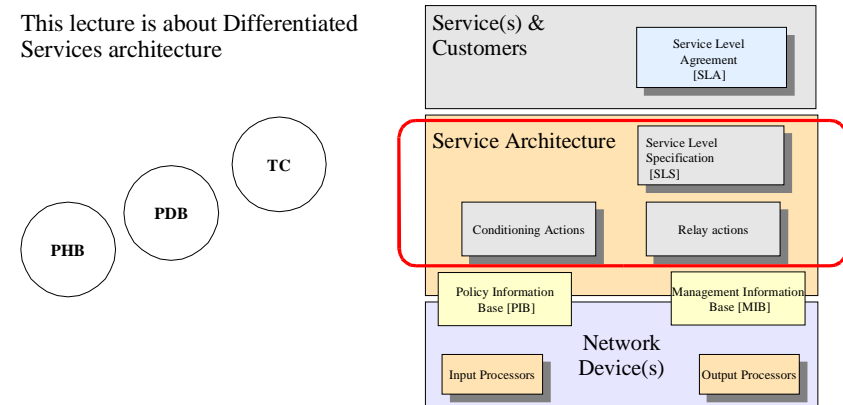 This lecture is about Differentiated
Services architecture
TC
PDB
PHB
Service(s) &
Customers
Service Level
Agreement
[SLA]
Service Architecture
Service Level
Specification
[SLS]
Conditioning Actions
Relay actions
Policy Information
Base [PIB]
Management Information
Base [MIB]
Network
Device(s)
Input Processors
Output Processors